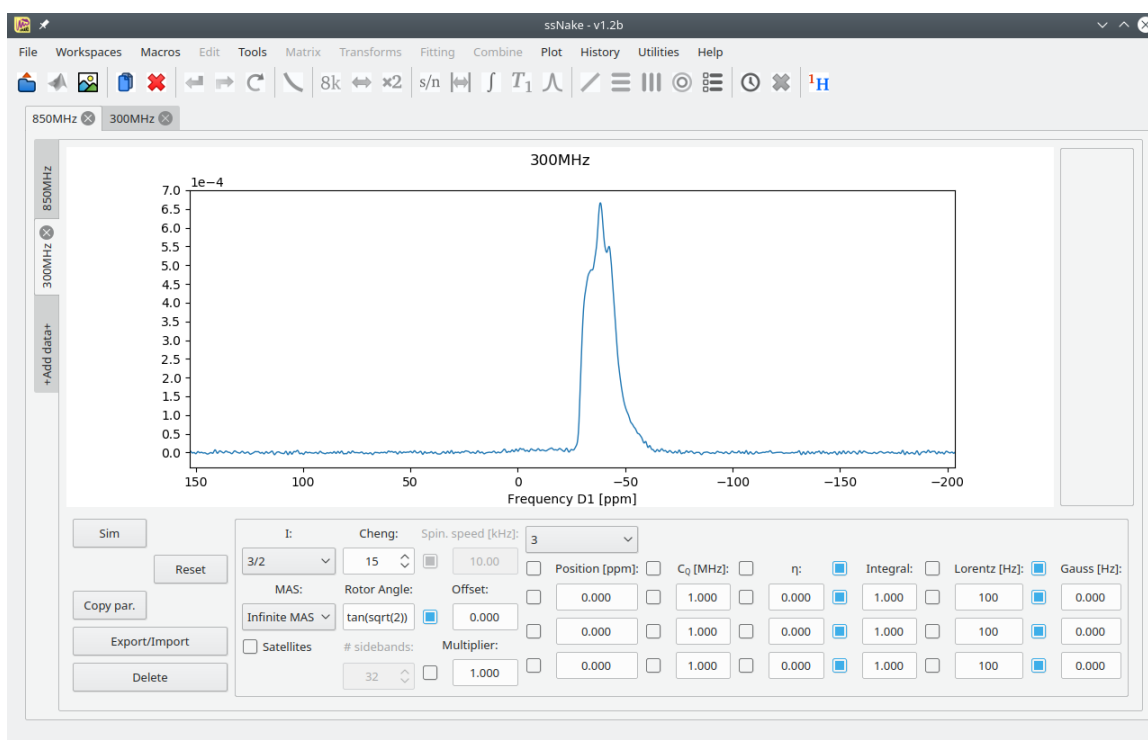 ssNake - v1.2b
File Workspaces Macros Edit Tools Matrix Transforms Fitting Combine Plot History Utilities Help
8k x2 s/n ∫ T1 1H
850MHz 300MHz
850MHz
300MHz
+Add data+
300MHz
1e−4
7.0
6.5
6.0
5.5
5.0
4.5
4.0
3.5
3.0
2.5
2.0
1.5
1.0
0.5
0.0
150 100 50 0 −50 −100 −150 −200
Frequency D1 [ppm]
Sim
Reset
Copy par.
Export/Import
Delete
I: Cheng: Spin. speed [kHz]: 3
3/2 15 10.00
Position [ppm]: CQ [MHz]: η: Integral: Lorentz [Hz]: Gauss [Hz]:
MAS: Rotor Angle: Offset:
0.000 1.000 0.000 1.000 100 0.000
Infinite MAS tan(sqrt(2)) 0.000
0.000 1.000 0.000 1.000 100 0.000
Satellites # sidebands: Multiplier:
0.000 1.000 0.000 1.000 100 0.000
32 1.000